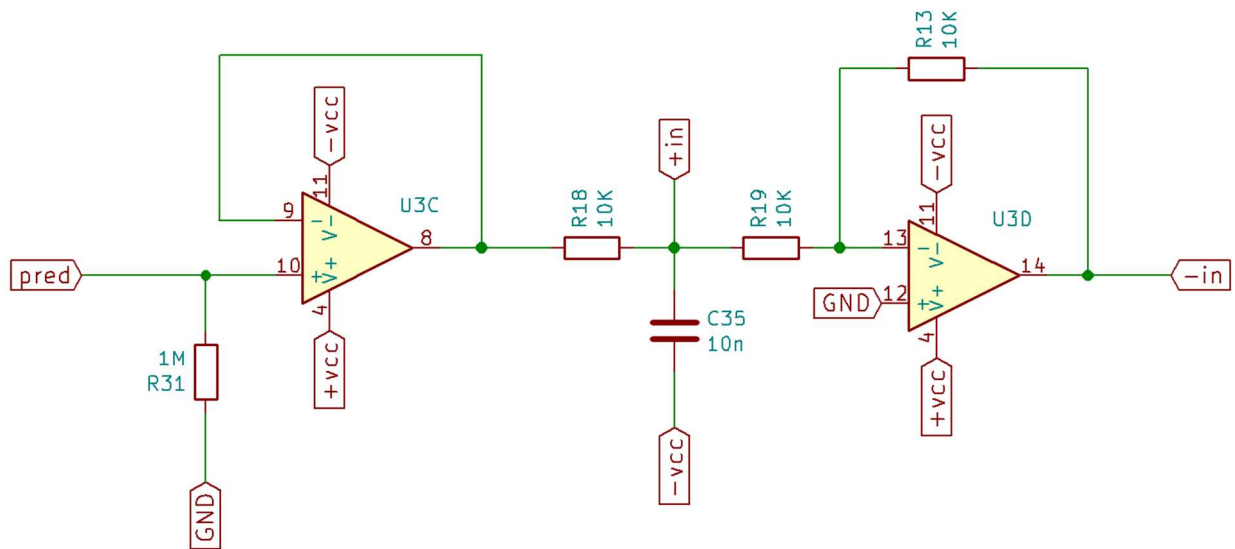 R13
10K
-vcc
11
9
-
V-
U3C
8
10
+
V+
4
+vcc
pred
1M
R31
GND
R18
10K
+in
R19
10K
C35
10n
-vcc
-vcc
11
13
-
V-
U3D
14
GND
12
+
V+
4
+vcc
-in